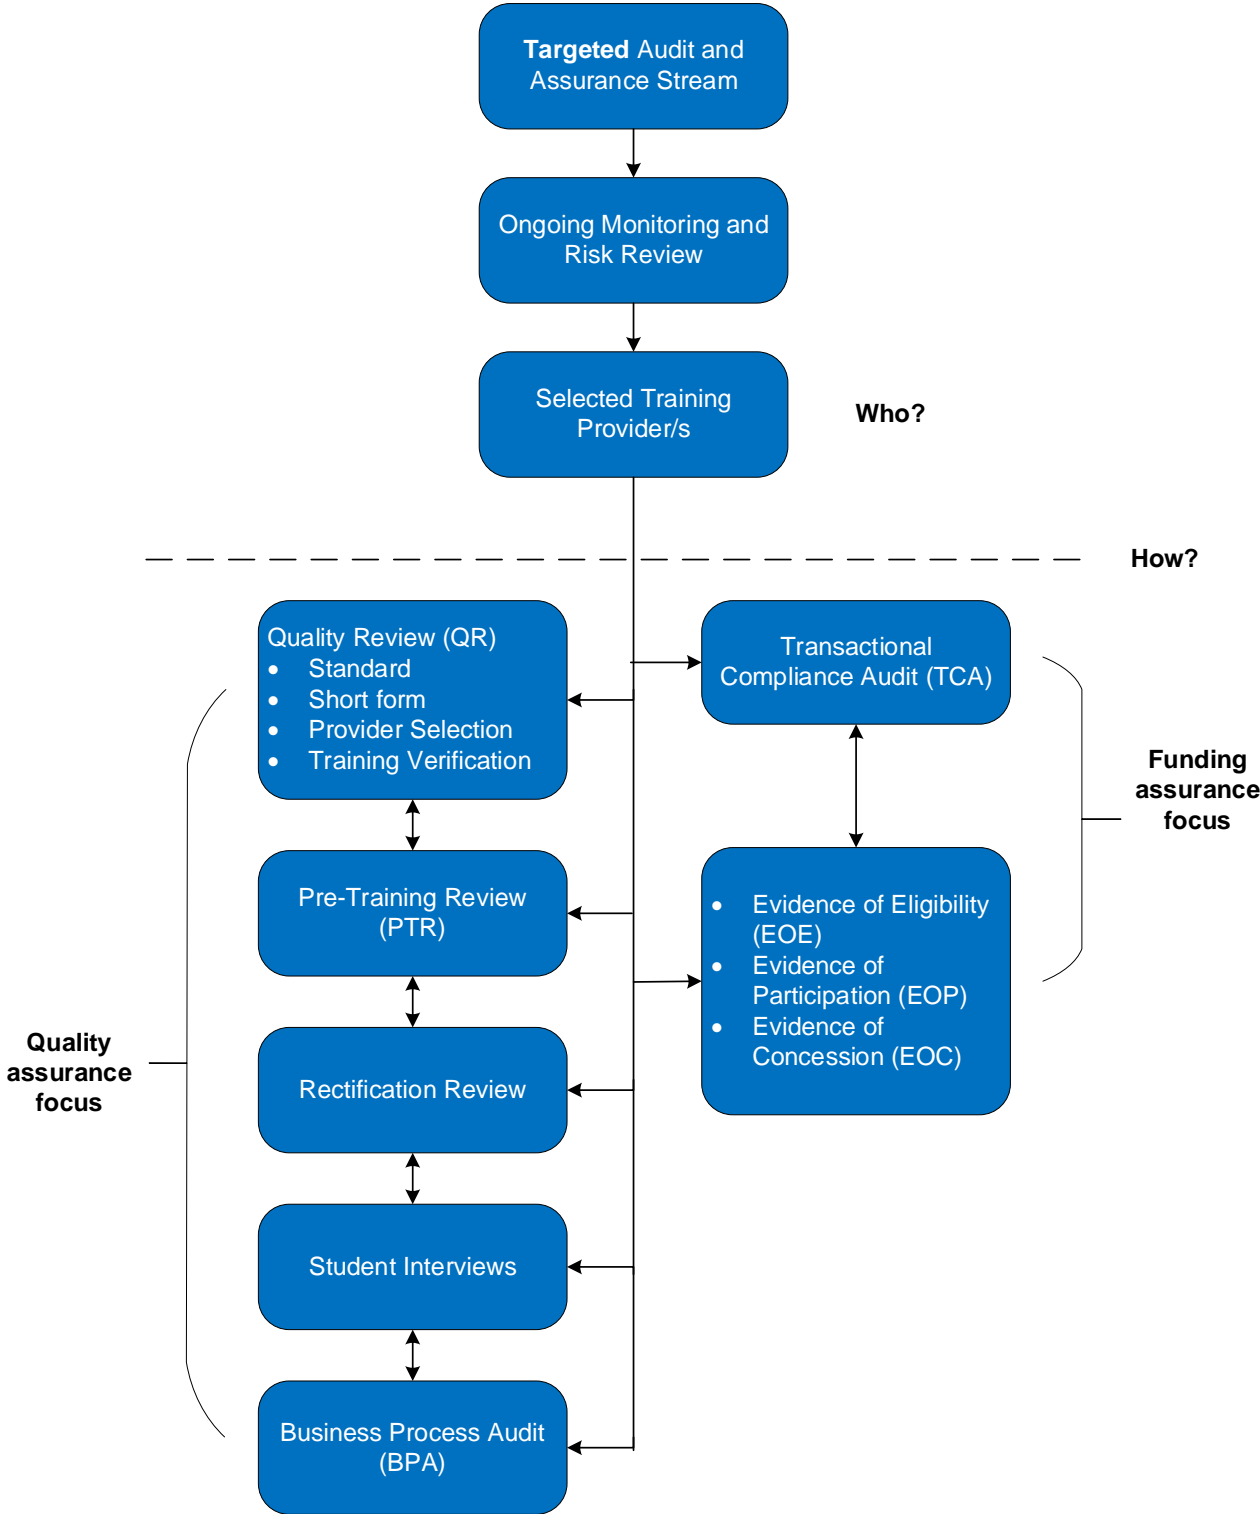 Targeted Audit and
Assurance Stream
Ongoing Monitoring and
Risk Review
Selected Training
Provider/s
Who?
How?
Quality Review (QR)
• Standard
• Short form
• Provider Selection
• Training Verification
Transactional
Compliance Audit (TCA)
Funding
assurance
focus
Pre-Training Review
(PTR)
• Evidence of Eligibility
(EOE)
• Evidence of
Participation (EOP)
• Evidence of
Concession (EOC)
Quality
assurance
focus
Rectification Review
Student Interviews
Business Process Audit
(BPA)